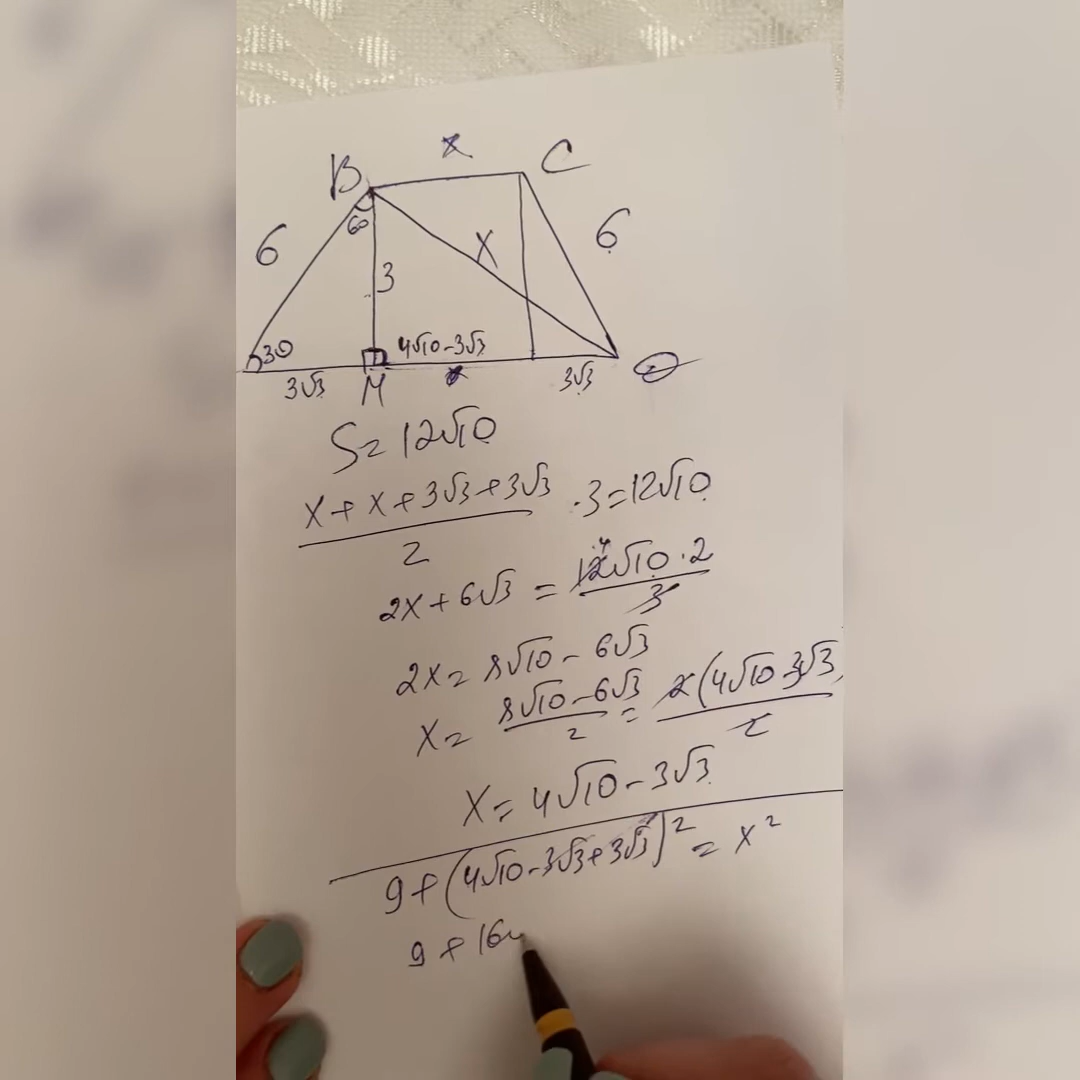 x
B C
60
6 6
X
3
30 4√10-3√3
3√3 M 3√3 D
S=12√10
x+x+3√3+3√3/2 ·3=12√10
2x+6√3 = 12√10·2/3
4
2x=8√10-6√3
x= 8√10-6√3/2 = 2(4√10-3√3/2
X=4√10-3√3
9+(4√10-3√3+3√3)²=x²
9+16